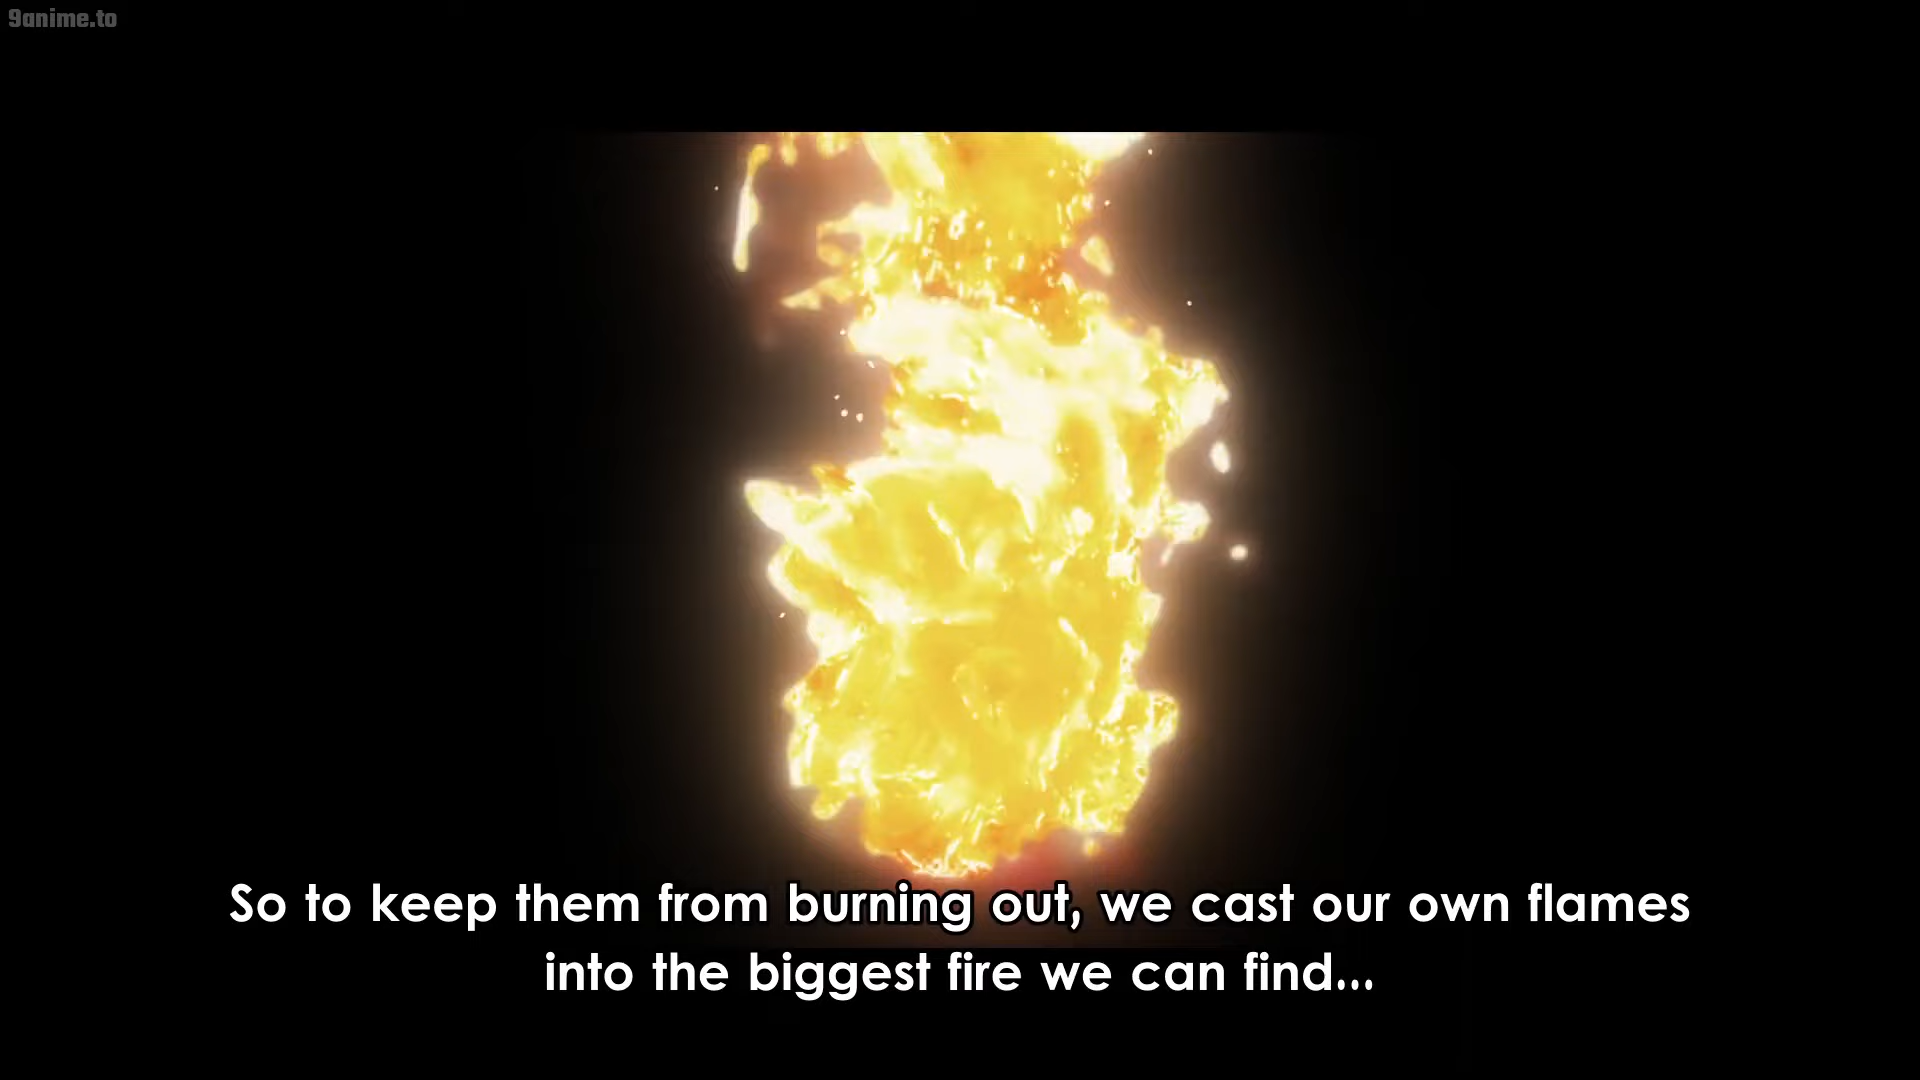 9anime.to
So to keep them from burning out, we cast our own flames
into the biggest fire we can find...